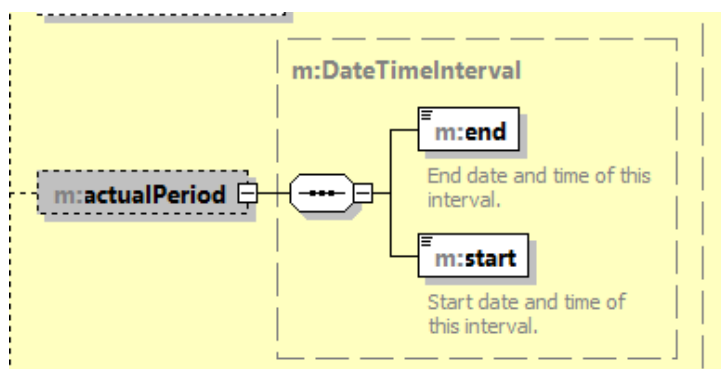 m:DateTimeInterval
m:end
End date and time of this
interval.
m:actualPeriod
m:start
Start date and time of
this interval.